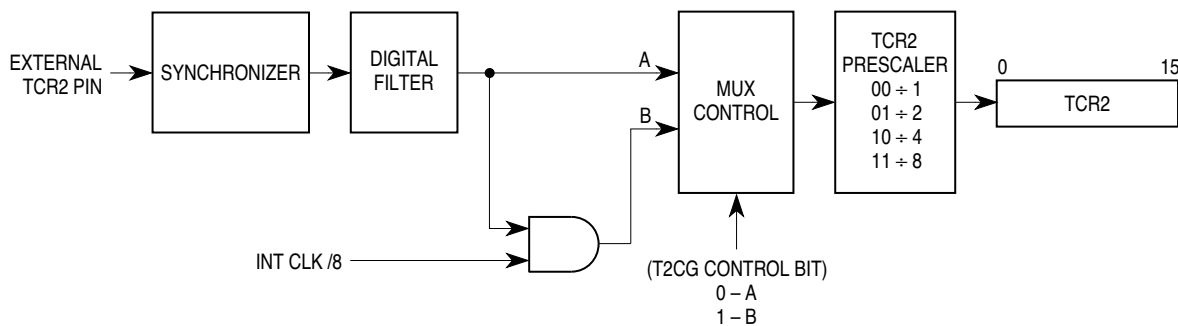 EXTERNAL
TCR2 PIN
SYNCHRONIZER
DIGITAL
FILTER
A
B
MUX
CONTROL
TCR2
PRESCALER
00 ÷ 1
01 ÷ 2
10 ÷ 4
11 ÷ 8
0 15
TCR2
INT CLK /8
(T2CG CONTROL BIT)
0 – A
1 – B